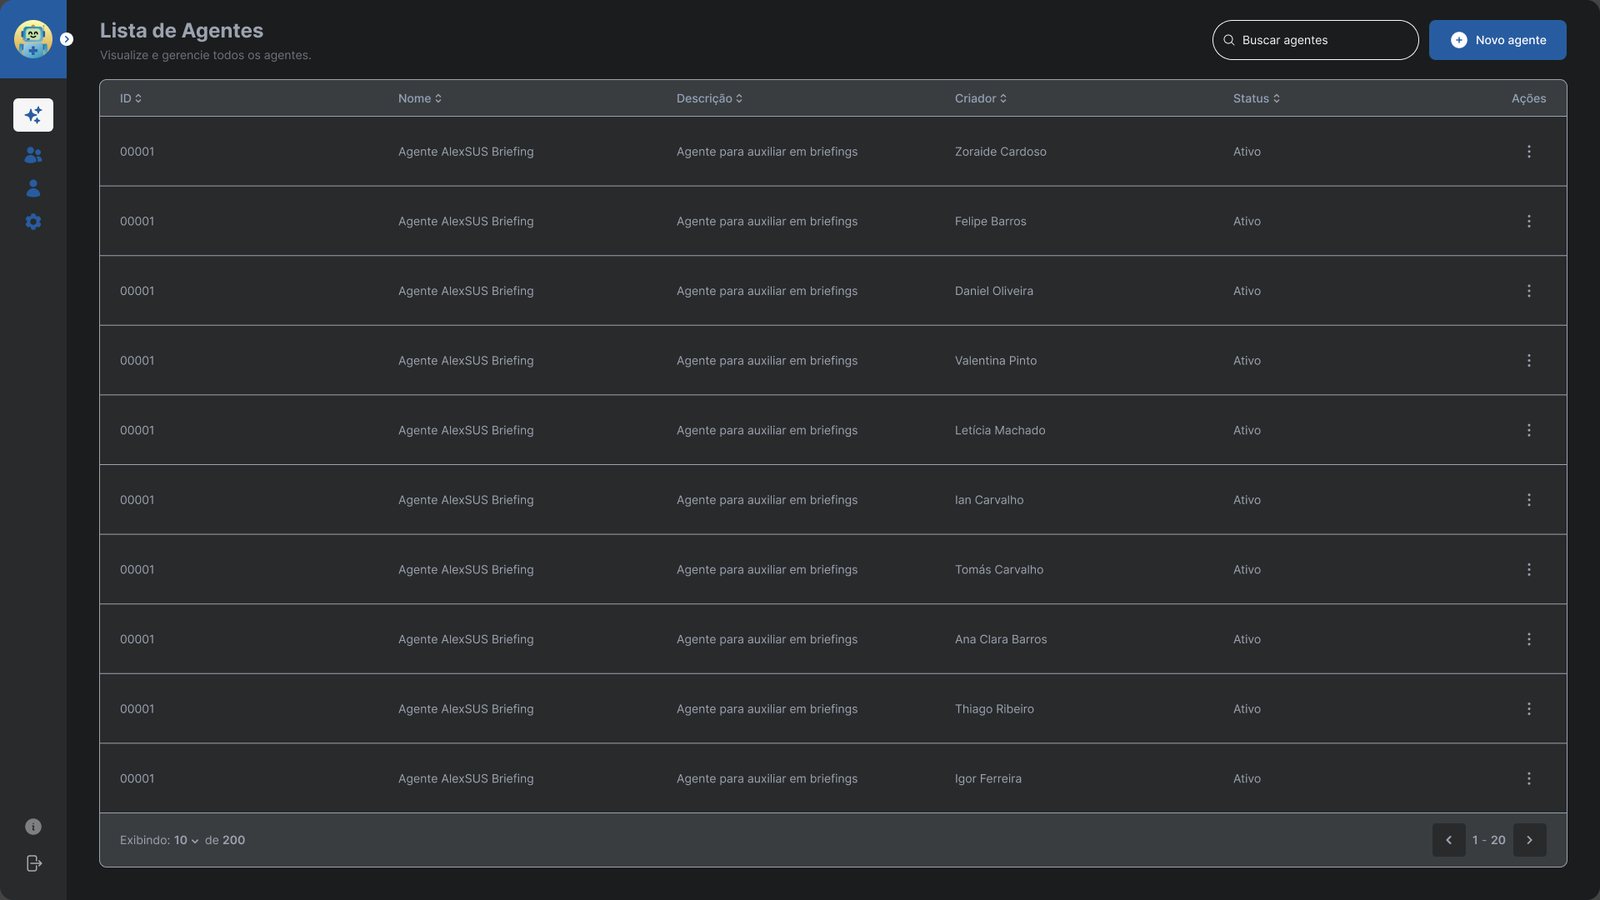 Lista de Agentes
Visualize e gerencie todos os agentes.
Buscar agentes
Novo agente
ID Nome Descrição Criador Status Ações
00001 Agente AlexSUS Briefing Agente para auxiliar em briefings Zoraide Cardoso Ativo
00001 Agente AlexSUS Briefing Agente para auxiliar em briefings Felipe Barros Ativo
00001 Agente AlexSUS Briefing Agente para auxiliar em briefings Daniel Oliveira Ativo
00001 Agente AlexSUS Briefing Agente para auxiliar em briefings Valentina Pinto Ativo
00001 Agente AlexSUS Briefing Agente para auxiliar em briefings Letícia Machado Ativo
00001 Agente AlexSUS Briefing Agente para auxiliar em briefings Ian Carvalho Ativo
00001 Agente AlexSUS Briefing Agente para auxiliar em briefings Tomás Carvalho Ativo
00001 Agente AlexSUS Briefing Agente para auxiliar em briefings Ana Clara Barros Ativo
00001 Agente AlexSUS Briefing Agente para auxiliar em briefings Thiago Ribeiro Ativo
00001 Agente AlexSUS Briefing Agente para auxiliar em briefings Igor Ferreira Ativo
Exibindo: 10 de 200
1 - 20